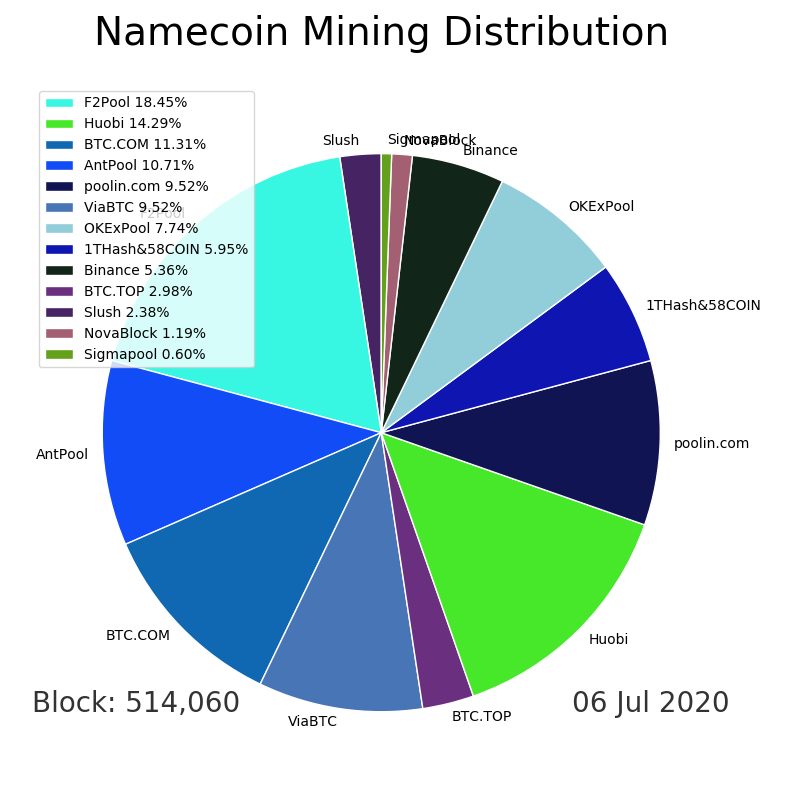 Namecoin Mining Distribution
F2Pool 18.45%
Huobi 14.29%
BTC.COM 11.31%
AntPool 10.71%
poolin.com 9.52%
ViaBTC 9.52%
OKExPool 7.74%
1THash&58COIN 5.95%
Binance 5.36%
BTC.TOP 2.98%
Slush 2.38%
NovaBlock 1.19%
Sigmapool 0.60%
Slush
Sigmapool
NovaBlock
Binance
OKExPool
F2Pool
1THash&58COIN
poolin.com
AntPool
BTC.COM
Huobi
ViaBTC
BTC.TOP
Block: 514,060
06 Jul 2020